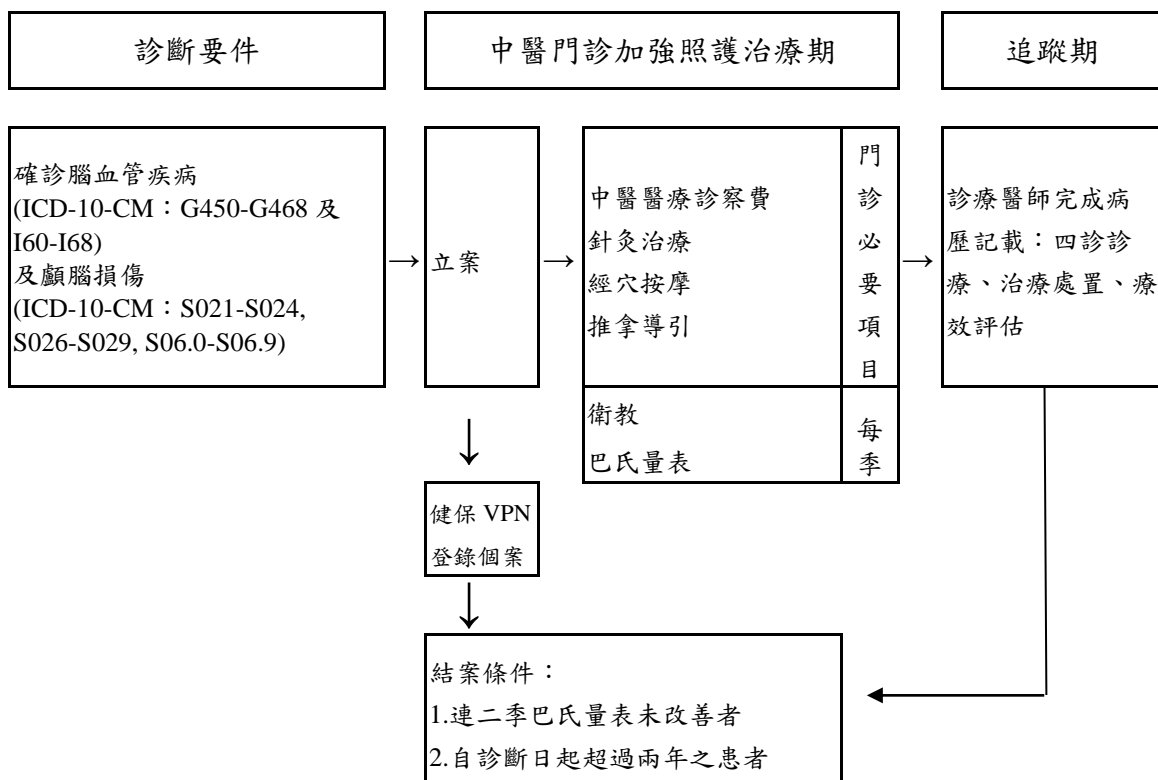 診斷要件
中醫門診加強照護治療期
追蹤期
確診腦血管疾病
(ICD-10-CM：G450-G468 及
I60-I68)
及顱腦損傷
(ICD-10-CM：S021-S024,
S026-S029, S06.0-S06.9)
→
立案
→
中醫醫療診察費
針灸治療
經穴按摩
推拿導引
門
診
必
要
項
目
衛教
巴氏量表
每
季
→
診療醫師完成病
歷記載：四診診
療、治療處置、療
效評估
↓
健保 VPN
登錄個案
↓
結案條件：
1.連二季巴氏量表未改善者
2.自診斷日起超過兩年之患者